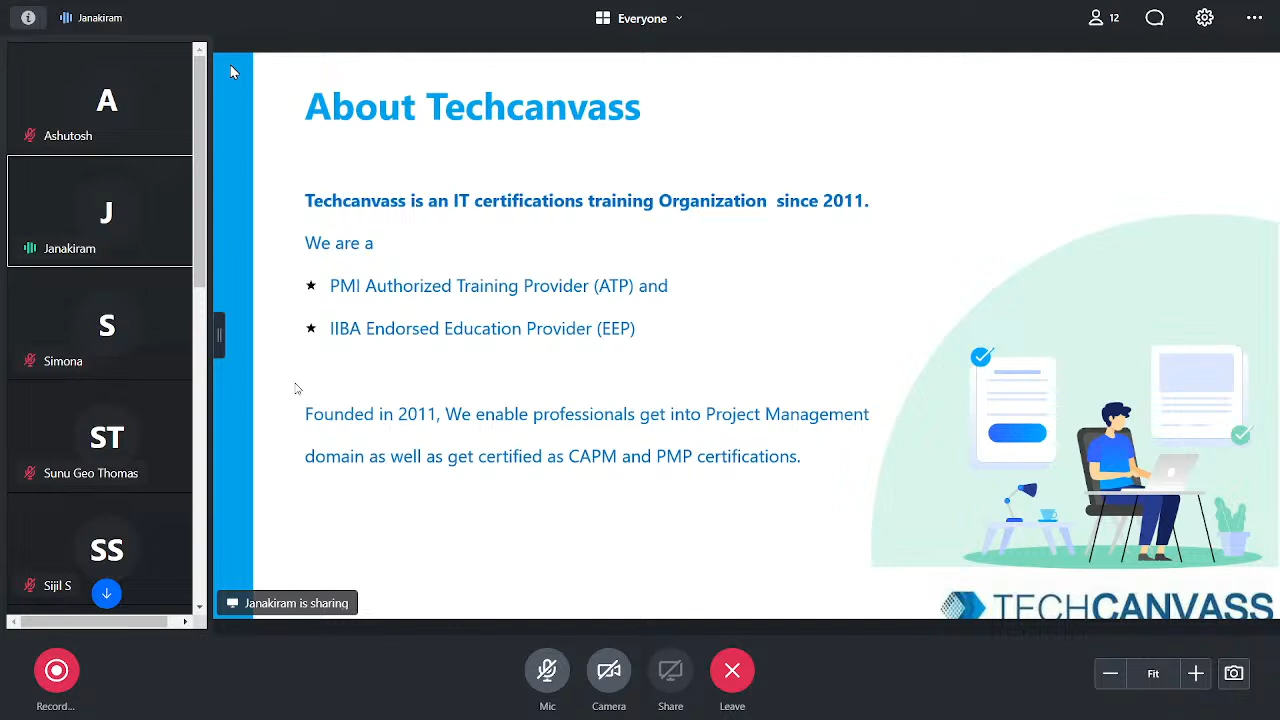 Janakiram
Everyone
12
A
Ashutosh
J
Janakiram
S
Simona
ST
Sunu Geo Thomas
SS
Sijil S
About Techcanvass
Techcanvass is an IT certifications training Organization since 2011.
We are a
★ PMI Authorized Training Provider (ATP) and
★ IIBA Endorsed Education Provider (EEP)
Founded in 2011, We enable professionals get into Project Management
domain as well as get certified as CAPM and PMP certifications.
Janakiram is sharing
TECHCANVASS
Record...
Mic
Camera
Share
Leave
Fit